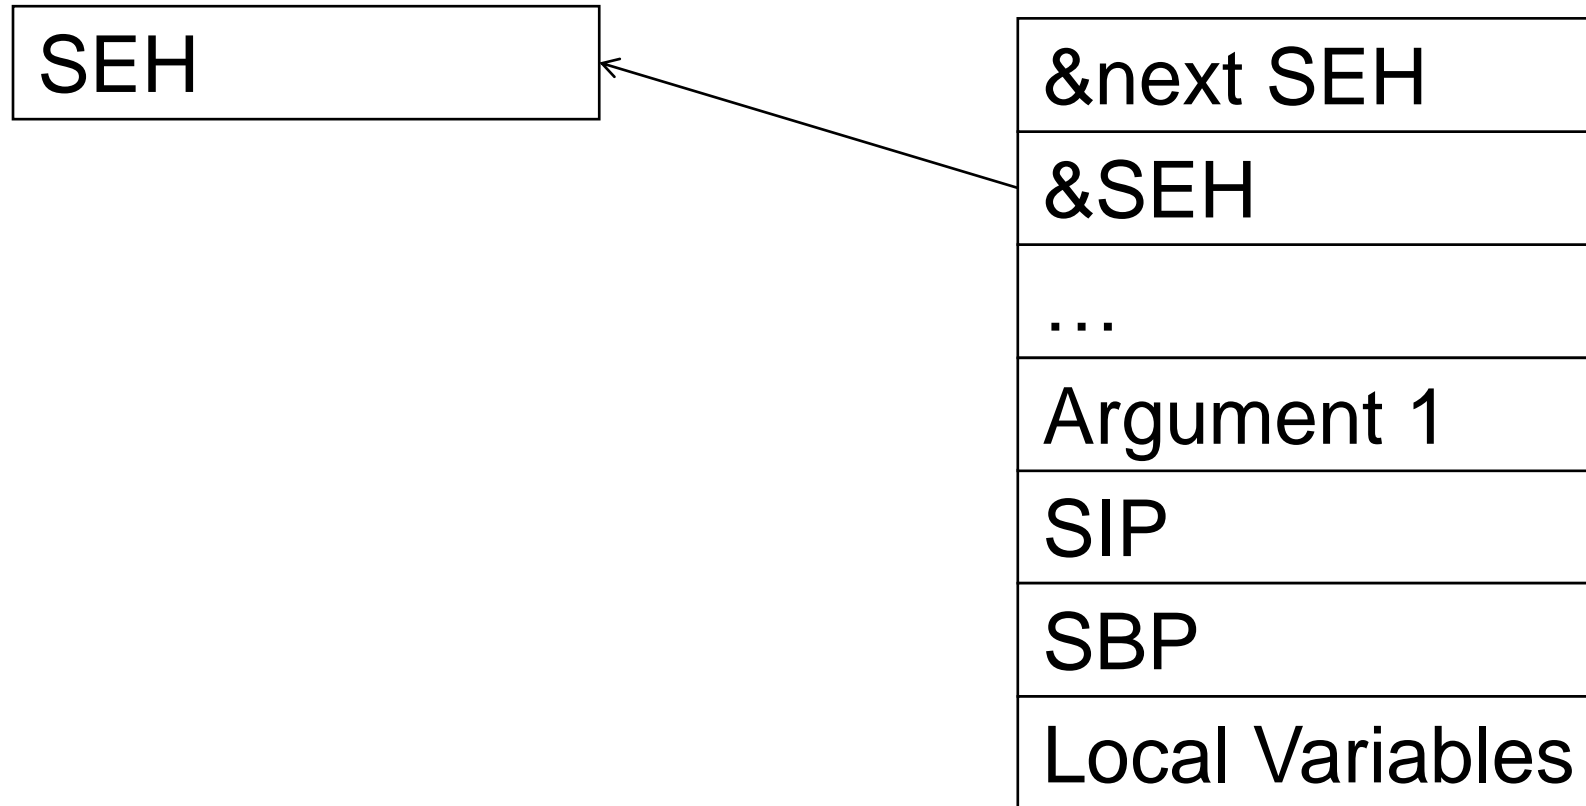 SEH
&next SEH
&SEH
…
Argument 1
SIP
SBP
Local Variables